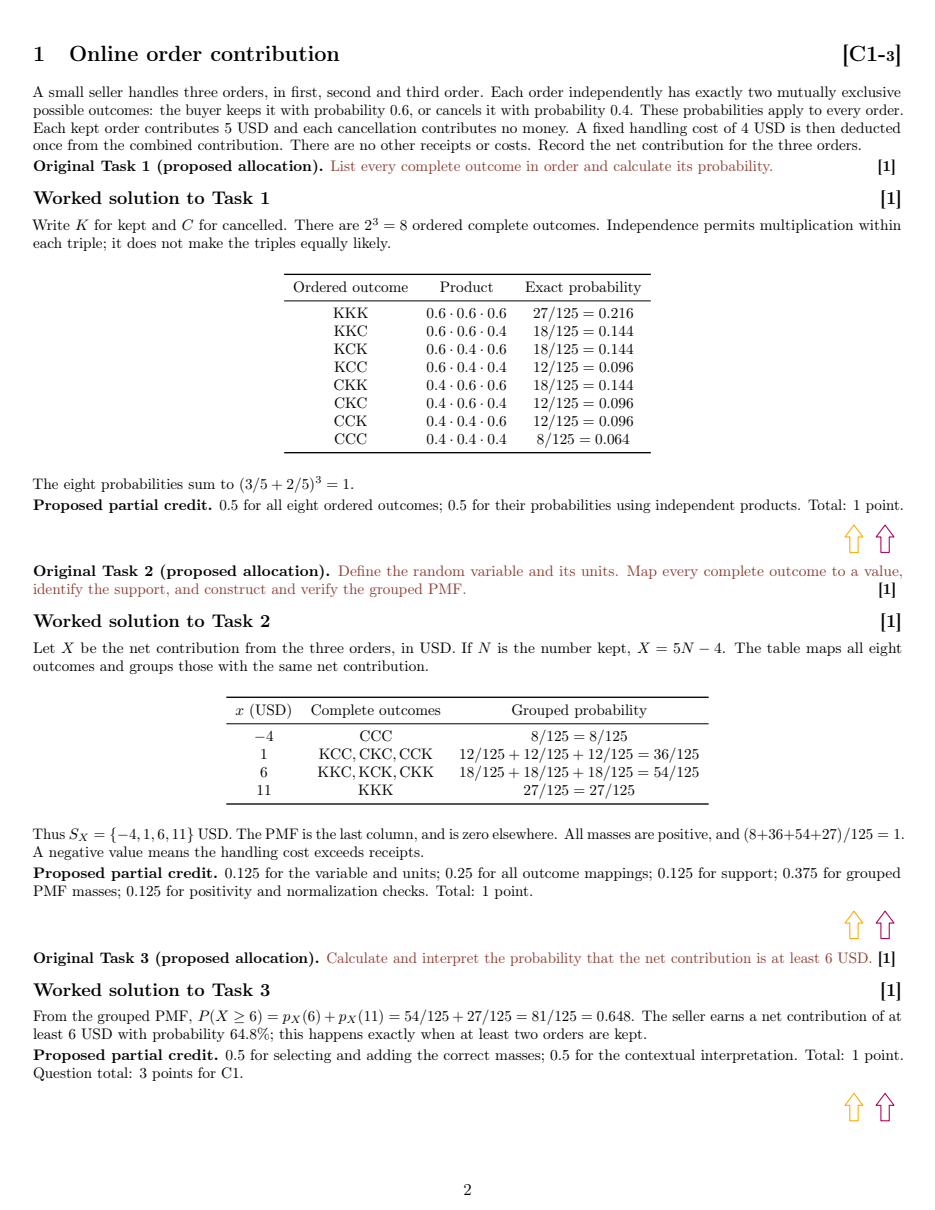 1 Online order contribution [C1-3]
A small seller handles three orders, in first, second and third order. Each order independently has exactly two mutually exclusive
possible outcomes: the buyer keeps it with probability 0.6, or cancels it with probability 0.4. These probabilities apply to every order.
Each kept order contributes 5 USD and each cancellation contributes no money. A fixed handling cost of 4 USD is then deducted
once from the combined contribution. There are no other receipts or costs. Record the net contribution for the three orders.
Original Task 1 (proposed allocation). List every complete outcome in order and calculate its probability. [1]
Worked solution to Task 1 [1]
Write K for kept and C for cancelled. There are 2³ = 8 ordered complete outcomes. Independence permits multiplication within
each triple; it does not make the triples equally likely.
Ordered outcome Product Exact probability
KKK 0.6 · 0.6 · 0.6 27/125 = 0.216
KKC 0.6 · 0.6 · 0.4 18/125 = 0.144
KCK 0.6 · 0.4 · 0.6 18/125 = 0.144
KCC 0.6 · 0.4 · 0.4 12/125 = 0.096
CKK 0.4 · 0.6 · 0.6 18/125 = 0.144
CKC 0.4 · 0.6 · 0.4 12/125 = 0.096
CCK 0.4 · 0.4 · 0.6 12/125 = 0.096
CCC 0.4 · 0.4 · 0.4 8/125 = 0.064
The eight probabilities sum to (3/5 + 2/5)³ = 1.
Proposed partial credit. 0.5 for all eight ordered outcomes; 0.5 for their probabilities using independent products. Total: 1 point.
Original Task 2 (proposed allocation). Define the random variable and its units. Map every complete outcome to a value,
identify the support, and construct and verify the grouped PMF. [1]
Worked solution to Task 2 [1]
Let X be the net contribution from the three orders, in USD. If N is the number kept, X = 5N − 4. The table maps all eight
outcomes and groups those with the same net contribution.
x (USD) Complete outcomes Grouped probability
−4 CCC 8/125 = 8/125
1 KCC, CKC, CCK 12/125 + 12/125 + 12/125 = 36/125
6 KKC, KCK, CKK 18/125 + 18/125 + 18/125 = 54/125
11 KKK 27/125 = 27/125
Thus S_X = {−4, 1, 6, 11} USD. The PMF is the last column, and is zero elsewhere. All masses are positive, and (8+36+54+27)/125 = 1.
A negative value means the handling cost exceeds receipts.
Proposed partial credit. 0.125 for the variable and units; 0.25 for all outcome mappings; 0.125 for support; 0.375 for grouped
PMF masses; 0.125 for positivity and normalization checks. Total: 1 point.
Original Task 3 (proposed allocation). Calculate and interpret the probability that the net contribution is at least 6 USD. [1]
Worked solution to Task 3 [1]
From the grouped PMF, P(X ≥ 6) = p_X(6) + p_X(11) = 54/125 + 27/125 = 81/125 = 0.648. The seller earns a net contribution of at
least 6 USD with probability 64.8%; this happens exactly when at least two orders are kept.
Proposed partial credit. 0.5 for selecting and adding the correct masses; 0.5 for the contextual interpretation. Total: 1 point.
Question total: 3 points for C1.
2